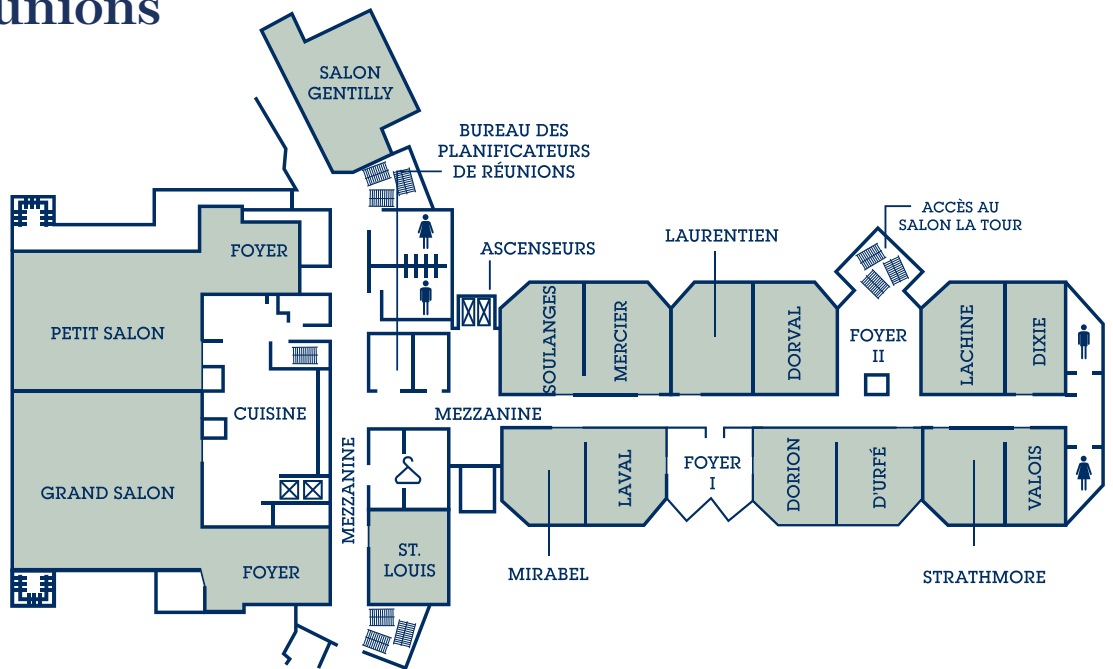 unions
SALON
GENTILLY
BUREAU DES
PLANIFICATEURS
DE RÉUNIONS
ACCÈS AU
SALON LA TOUR
LAURENTIEN
ASCENSEURS
FOYER
PETIT SALON
SOULANGES
MERCIER
DORVAL
FOYER
II
LACHINE
DIXIE
CUISINE
MEZZANINE
MEZZANINE
GRAND SALON
LAVAL
FOYER
I
DORION
D'URFÉ
VALOIS
ST.
LOUIS
FOYER
MIRABEL
STRATHMORE